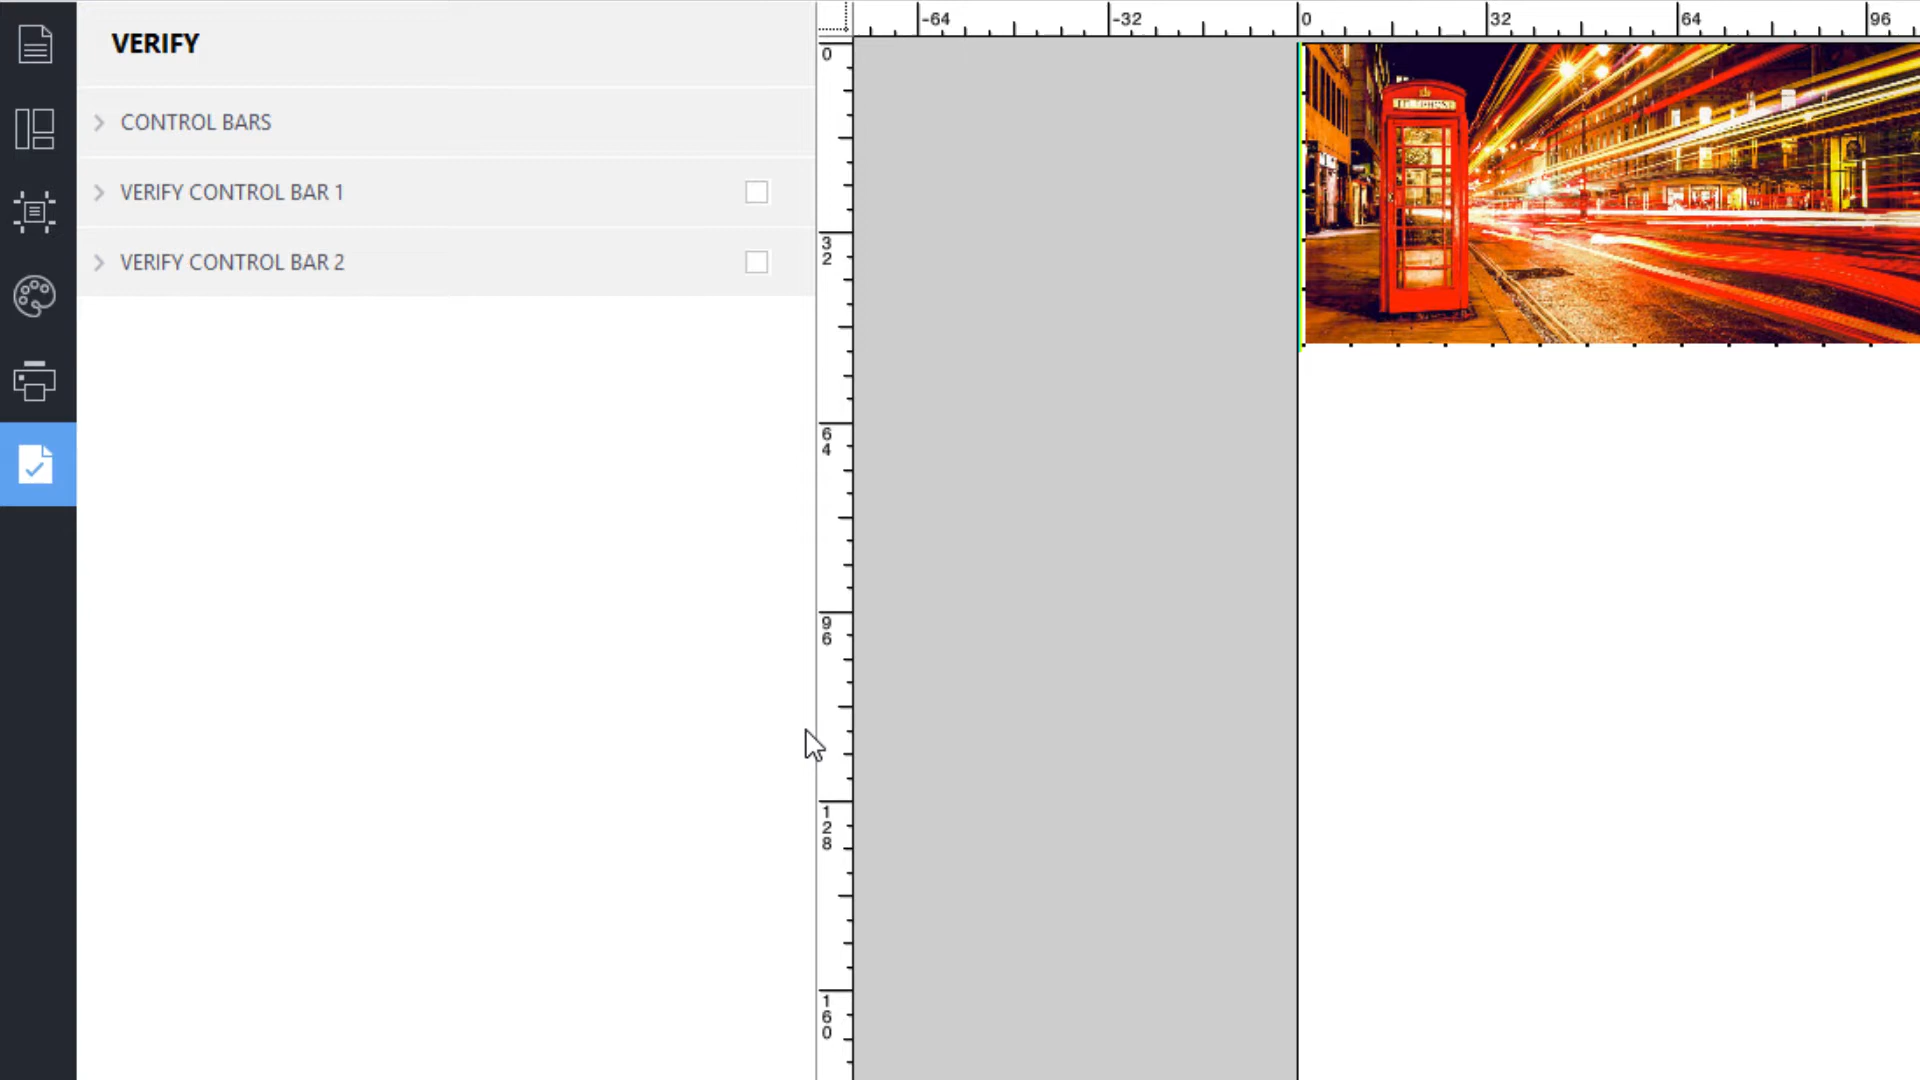 VERIFY
CONTROL BARS
VERIFY CONTROL BAR 1
VERIFY CONTROL BAR 2
-64 -32 0 32 64 96
0
32
64
96
128
160